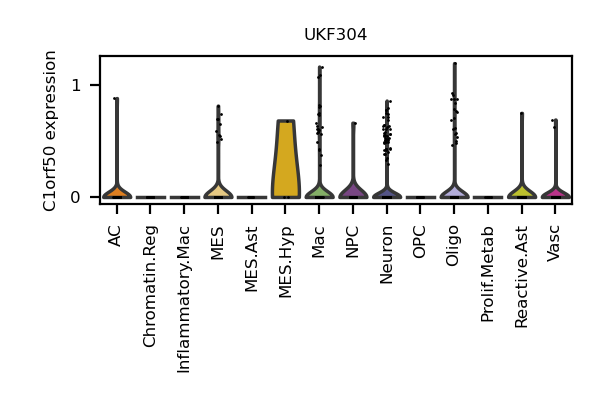 UKF304
C1orf50 expression
1
0
AC
Chromatin.Reg
Inflammatory.Mac
MES
MES.Ast
MES.Hyp
Mac
NPC
Neuron
OPC
Oligo
Prolif.Metab
Reactive.Ast
Vasc